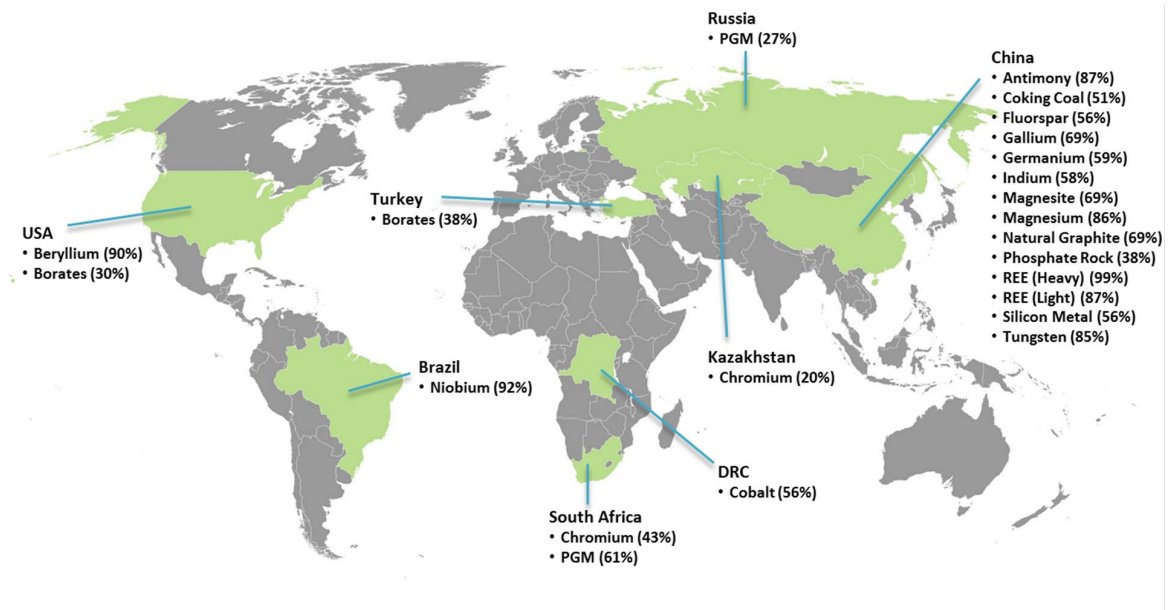 Russia
• PGM (27%)
China
• Antimony (87%)
• Coking Coal (51%)
• Fluorspar (56%)
• Gallium (69%)
• Germanium (59%)
• Indium (58%)
• Magnesite (69%)
• Magnesium (86%)
• Natural Graphite (69%)
• Phosphate Rock (38%)
• REE (Heavy) (99%)
• REE (Light) (87%)
• Silicon Metal (56%)
• Tungsten (85%)
Turkey
• Borates (38%)
USA
• Beryllium (90%)
• Borates (30%)
Brazil
• Niobium (92%)
Kazakhstan
• Chromium (20%)
DRC
• Cobalt (56%)
South Africa
• Chromium (43%)
• PGM (61%)